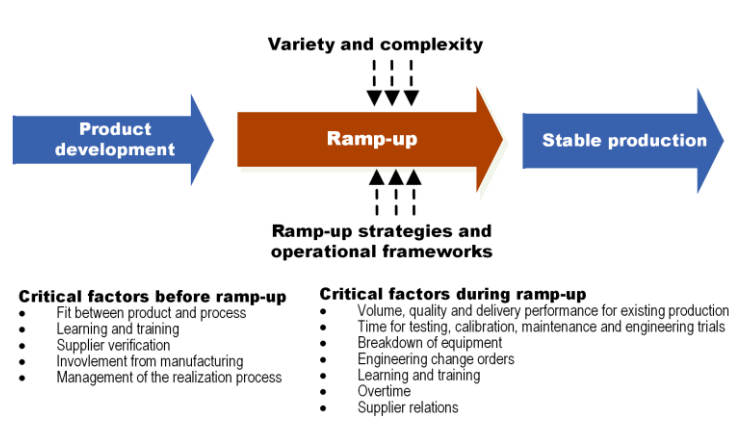 Variety and complexity
Product
development
Ramp-up
Stable production
Ramp-up strategies and
operational frameworks
Critical factors before ramp-up
• Fit between product and process
• Learning and training
• Supplier verification
• Invovlement from manufacturing
• Management of the realization process
Critical factors during ramp-up
• Volume, quality and delivery performance for existing production
• Time for testing, calibration, maintenance and engineering trials
• Breakdown of equipment
• Engineering change orders
• Learning and training
• Overtime
• Supplier relations